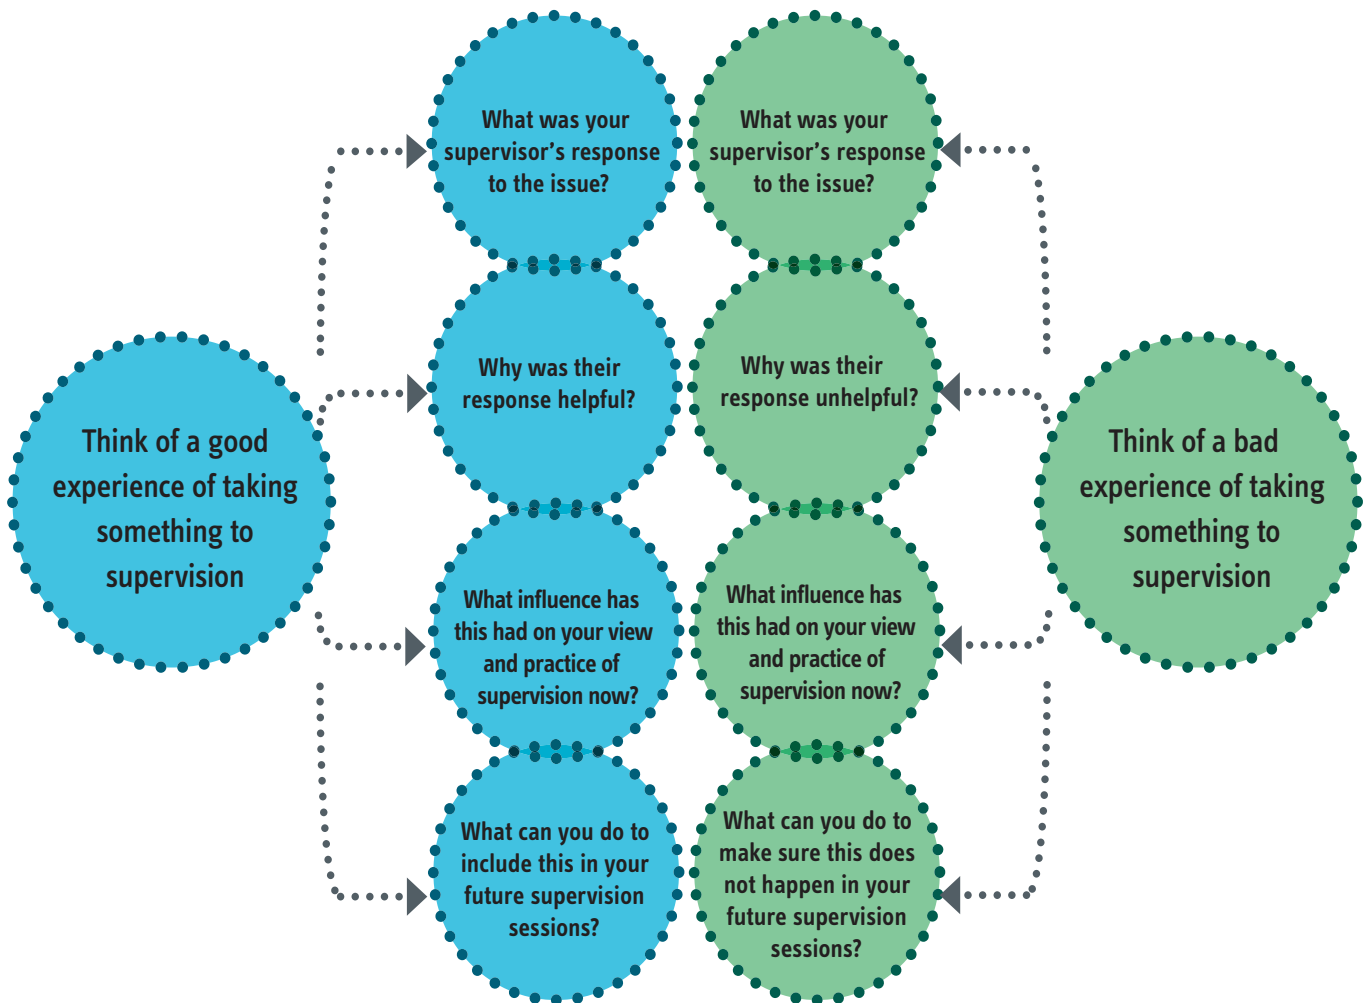 Think of a good
experience of taking
something to
supervision
What was your
supervisor’s response
to the issue?
Why was their
response helpful?
What influence has
this had on your view
and practice of
supervision now?
What can you do to
include this in your
future supervision
sessions?
What was your
supervisor’s response
to the issue?
Why was their
response unhelpful?
What influence has
this had on your view
and practice of
supervision now?
What can you do to
make sure this does
not happen in your
future supervision
sessions?
Think of a bad
experience of taking
something to
supervision